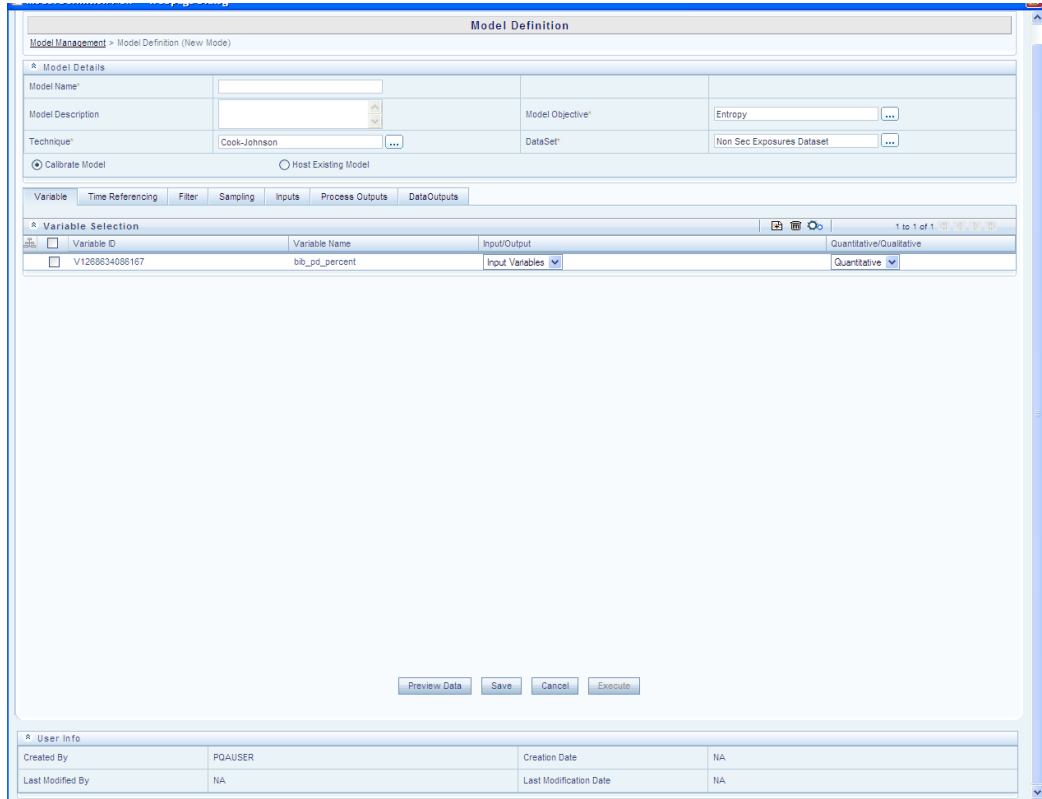 Model Definition
Model Management > Model Definition (New Mode)
Model Details
Model Name*
Model Description
Model Objective*
Entropy
...
Technique*
Cook-Johnson
...
DataSet*
Non Sec Exposures Dataset
...
Calibrate Model
Host Existing Model
Variable
Time Referencing
Filter
Sampling
Inputs
Process Outputs
DataOutputs
Variable Selection
1 to 1 of 1
Variable ID
Variable Name
Input/Output
Quantitative/Qualitative
V1268634086167
bib_pd_percent
Input Variables
Quantitative
Preview Data
Save
Cancel
Execute
User Info
Created By
PQAUSER
Creation Date
NA
Last Modified By
NA
Last Modification Date
NA